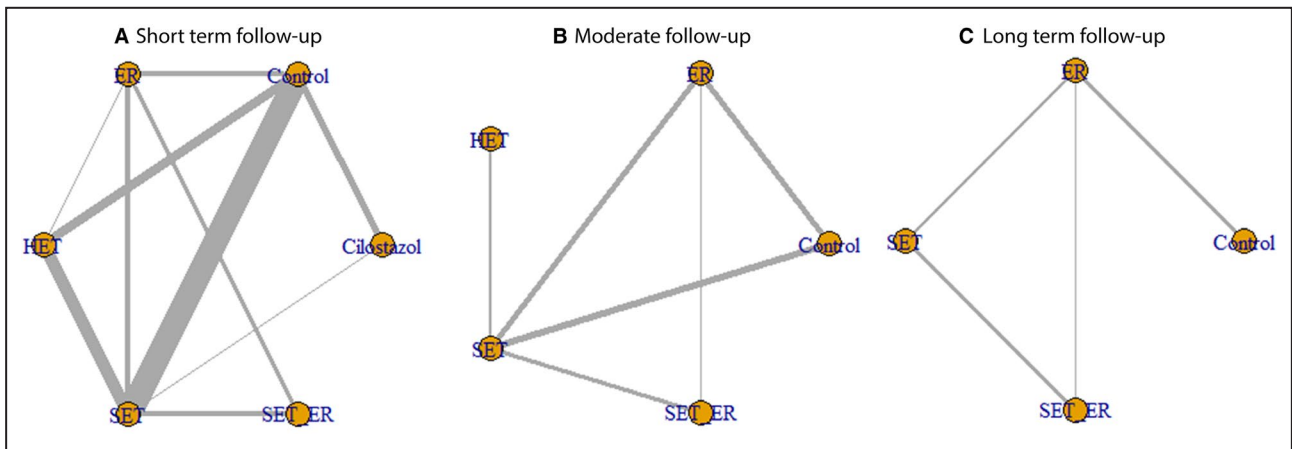 A Short term follow-up
ER
Control
HET
Cilostazol
SET
SET_ER
B Moderate follow-up
ER
HET
Control
SET
SET_ER
C Long term follow-up
ER
SET
Control
SET_ER